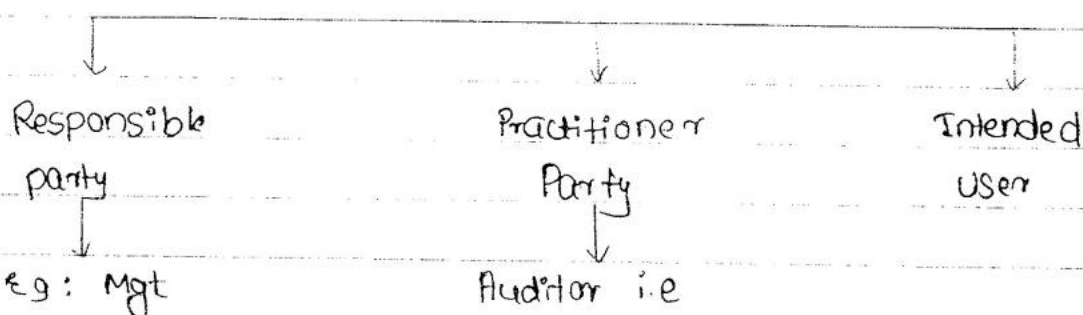 Responsible Practitioner Intended
party Party user
Eg: Mgt Auditor i.e